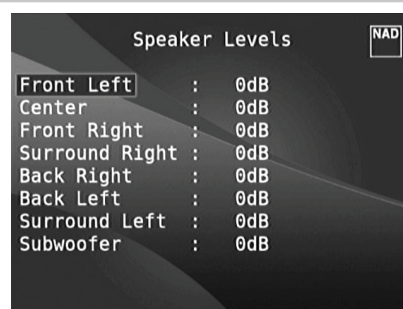 Speaker Levels
NAD
Front Left : 0dB
Center : 0dB
Front Right : 0dB
Surround Right : 0dB
Back Right : 0dB
Back Left : 0dB
Surround Left : 0dB
Subwoofer : 0dB